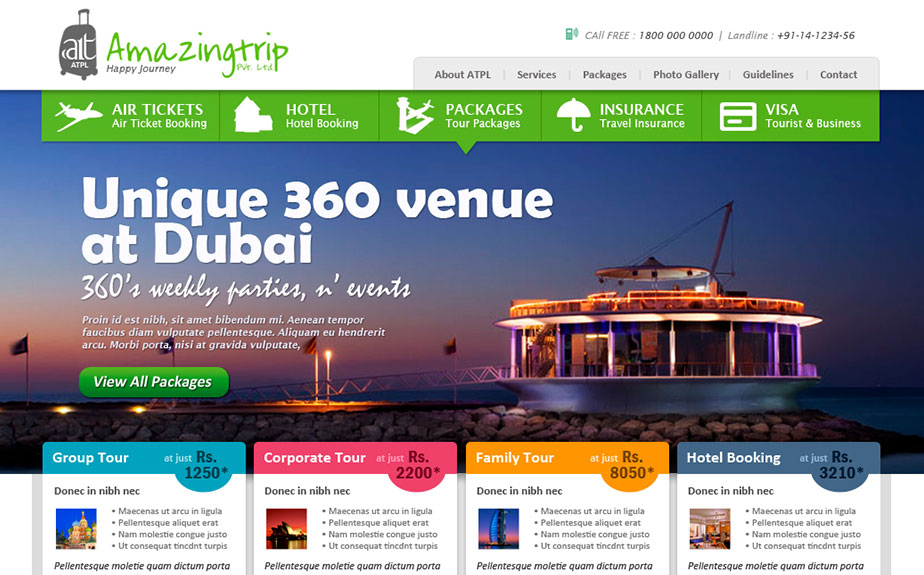 ait
ATPL
Amazingtrip
Pvt. Ltd.
Happy Journey
CAll FREE : 1800 000 0000 | Landline : +91-14-1234-56
About ATPL | Services | Packages | Photo Gallery | Guidelines | Contact
AIR TICKETS
Air Ticket Booking
HOTEL
Hotel Booking
PACKAGES
Tour Packages
INSURANCE
Travel Insurance
VISA
Tourist & Business
Unique 360 venue
at Dubai
360's weekly parties, n' events
Proin id est nibh, sit amet bibendum mi. Aenean tempor
faucibus diam vulputate pellentesque. Aliquam eu hendrerit
arcu. Morbi porta, nisi at gravida vulputate,
View All Packages
Group Tour at just Rs.
1250*
Donec in nibh nec
• Maecenas ut arcu in ligula
• Pellentesque aliquet erat
• Nam molestie congue justo
• Ut consequat tincdnt turpis
Pellentesque moletie quam dictum porta
Corporate Tour at just Rs.
2200*
Donec in nibh nec
• Maecenas ut arcu in ligula
• Pellentesque aliquet erat
• Nam molestie congue justo
• Ut consequat tincdnt turpis
Pellentesque moletie quam dictum porta
Family Tour at just Rs.
8050*
Donec in nibh nec
• Maecenas ut arcu in ligula
• Pellentesque aliquet erat
• Nam molestie congue justo
• Ut consequat tincdnt turpis
Pellentesque moletie quam dictum porta
Hotel Booking at just Rs.
3210*
Donec in nibh nec
• Maecenas ut arcu in ligula
• Pellentesque aliquet erat
• Nam molestie congue justo
• Ut consequat tincdnt turpis
Pellentesque moletie quam dictum porta